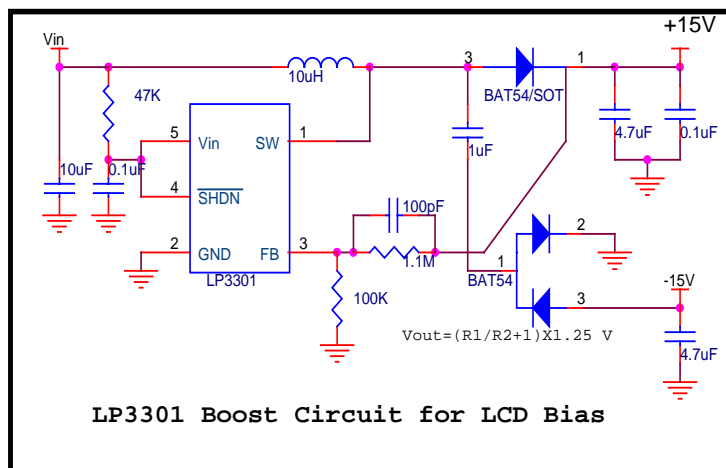 Vin
+15V
10uH
3
1
BAT54/SOT
47K
5
Vin
SW
1
1uF
4.7uF
0.1uF
10uF
0.1uF
4
SHDN
100pF
2
GND
FB
3
1.1M
LP3301
100K
1
BAT54
2
3
-15V
Vout=(R1/R2+1)X1.25 V
4.7uF
LP3301 Boost Circuit for LCD Bias